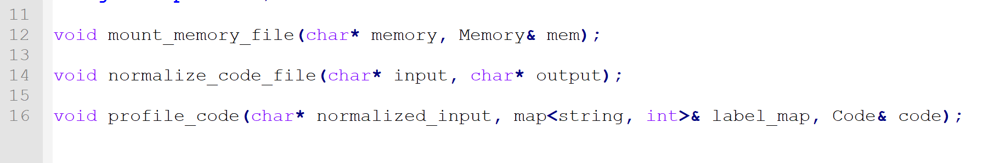 11
12 void mount_memory_file(char* memory, Memory& mem);
13
14 void normalize_code_file(char* input, char* output);
15
16 void profile_code(char* normalized_input, map<string, int>& label_map, Code& code);